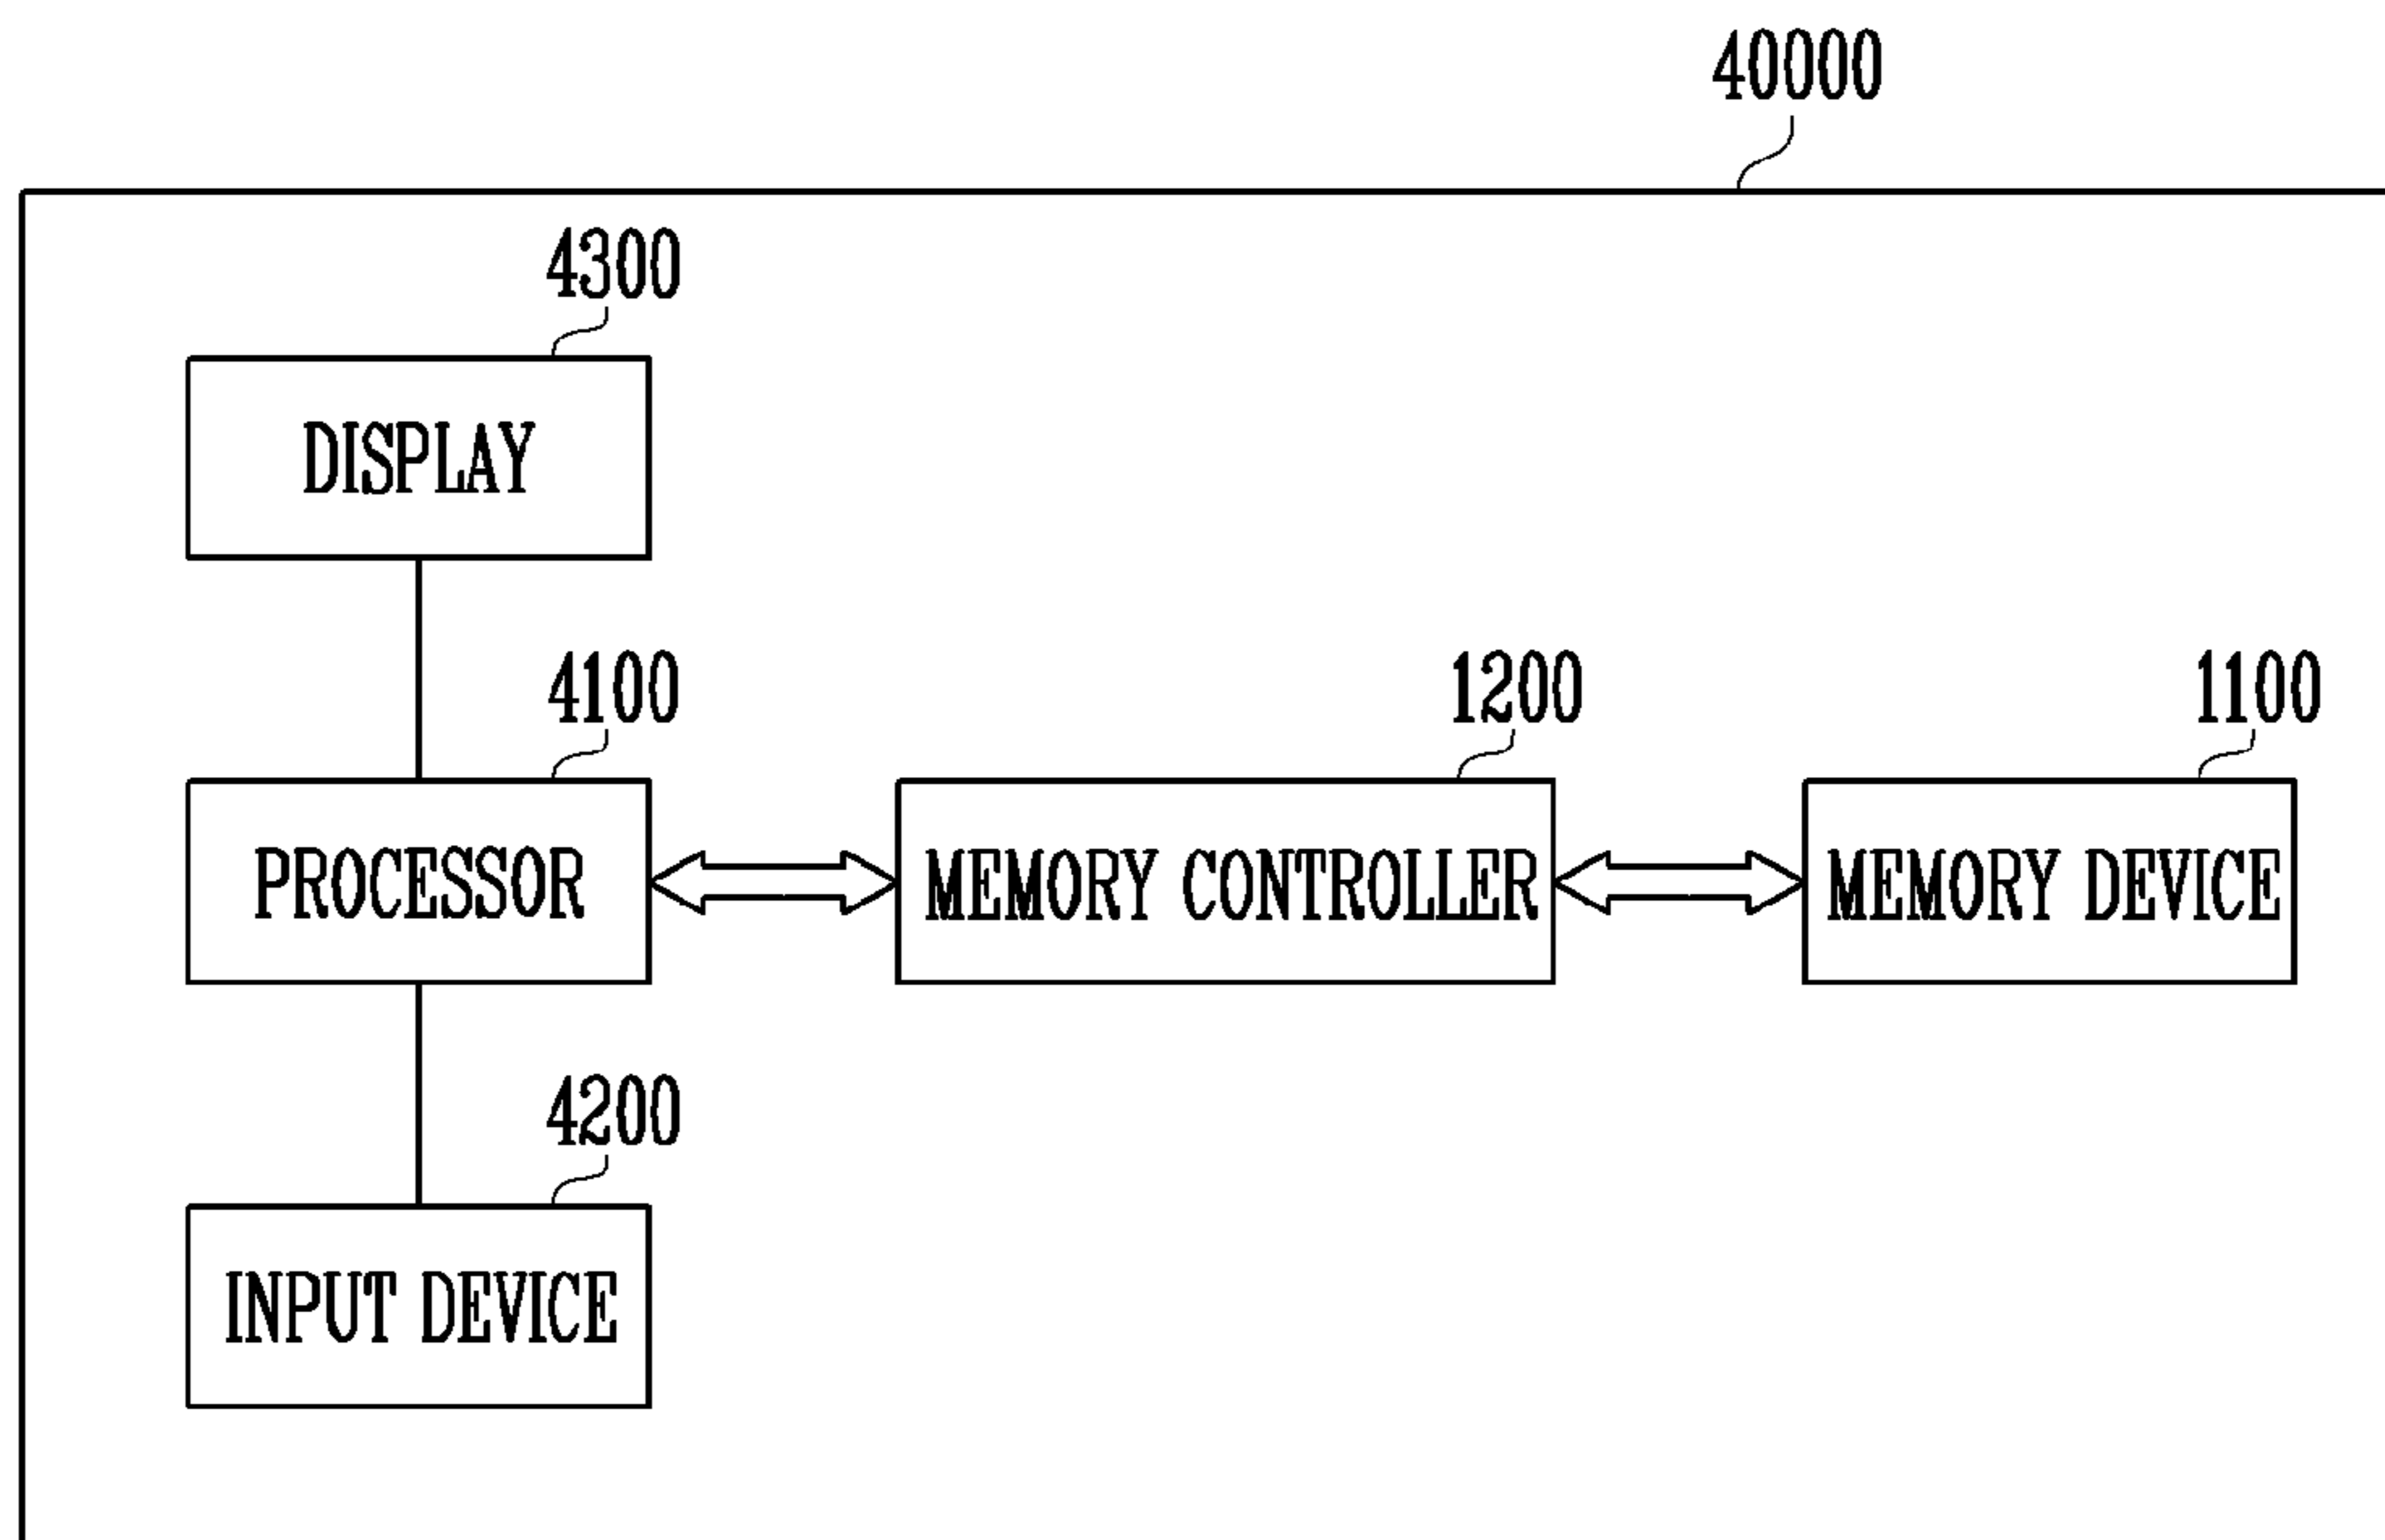 40000
4300
DISPLAY
4100
1200
1100
PROCESSOR
MEMORY CONTROLLER
MEMORY DEVICE
4200
INPUT DEVICE